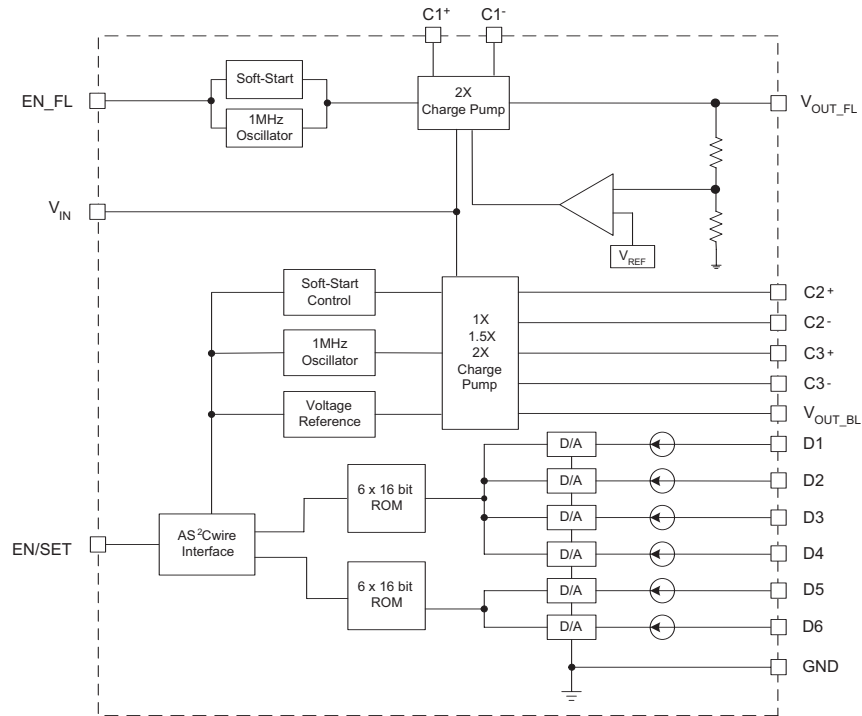 C1+ C1-
Soft-Start
EN_FL
1MHz
Oscillator
2X
Charge Pump
VOUT_FL
VIN
VREF
Soft-Start
Control
1MHz
Oscillator
Voltage
Reference
1X
1.5X
2X
Charge
Pump
C2+
C2-
C3+
C3-
VOUT_BL
D/A D1
D/A D2
D/A D3
D/A D4
D/A D5
D/A D6
6 x 16 bit
ROM
EN/SET
AS²Cwire
Interface
6 x 16 bit
ROM
GND